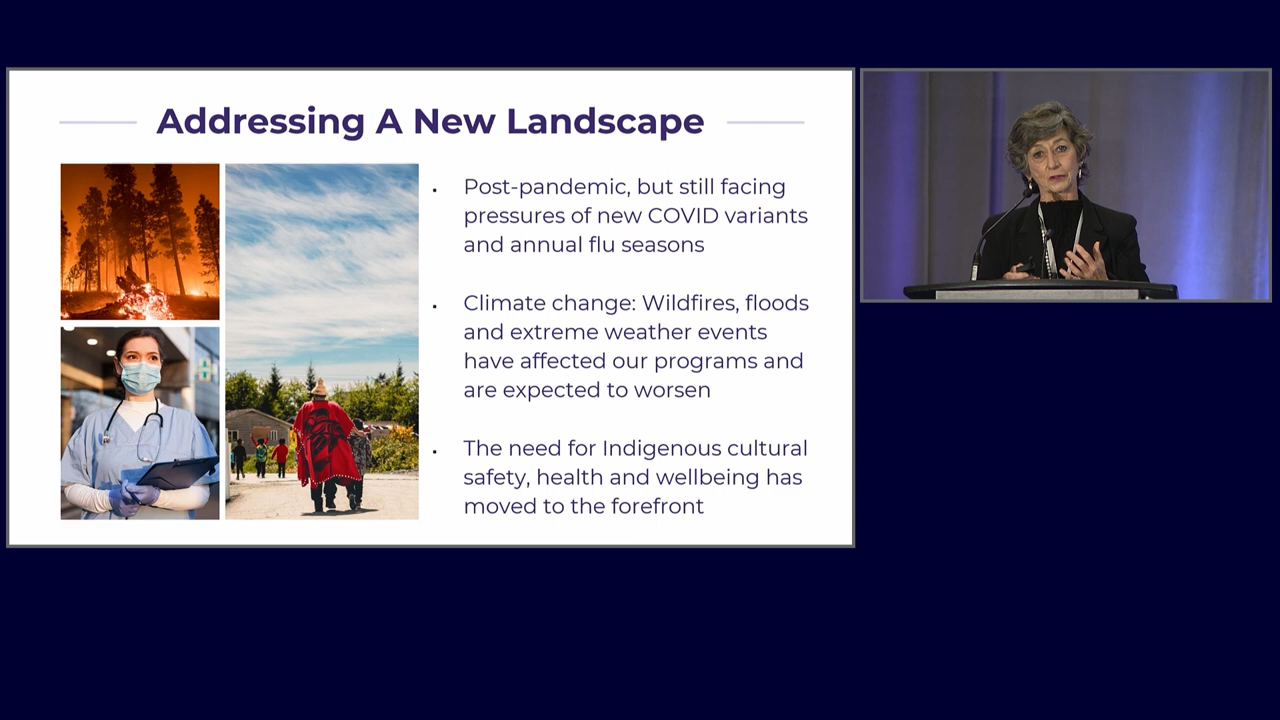 Addressing A New Landscape
Post-pandemic, but still facing
pressures of new COVID variants
and annual flu seasons
Climate change: Wildfires, floods
and extreme weather events
have affected our programs and
are expected to worsen
The need for Indigenous cultural
safety, health and wellbeing has
moved to the forefront